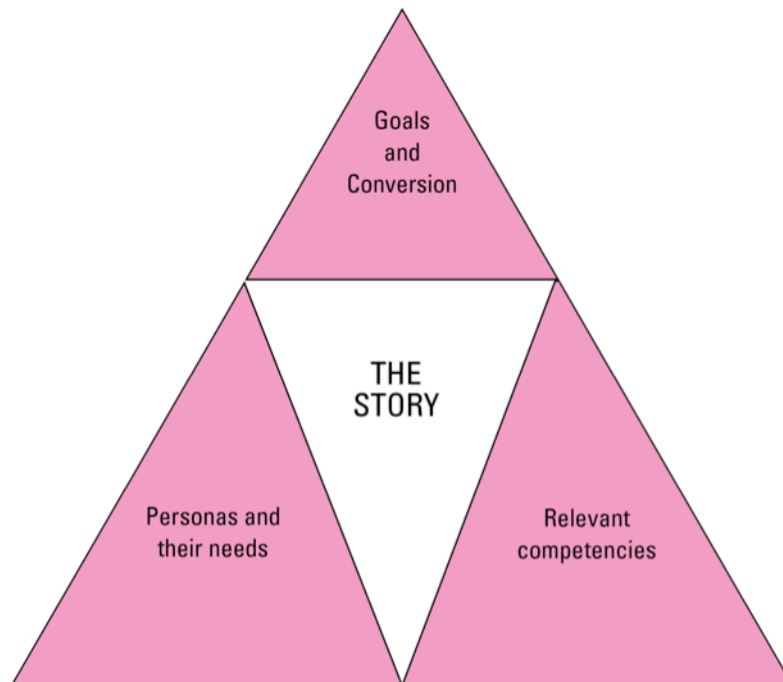 Goals
and
Conversion
THE
STORY
Personas and
their needs
Relevant
competencies